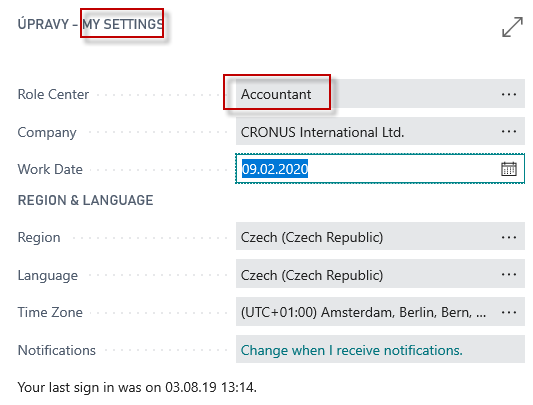 ÚPRAVY – MY SETTINGS
Role Center Accountant ...
Company CRONUS International Ltd. ...
Work Date 09.02.2020
REGION & LANGUAGE
Region Czech (Czech Republic) ...
Language Czech (Czech Republic) ...
Time Zone (UTC+01:00) Amsterdam, Berlin, Bern, ... ...
Notifications Change when I receive notifications.
Your last sign in was on 03.08.19 13:14.